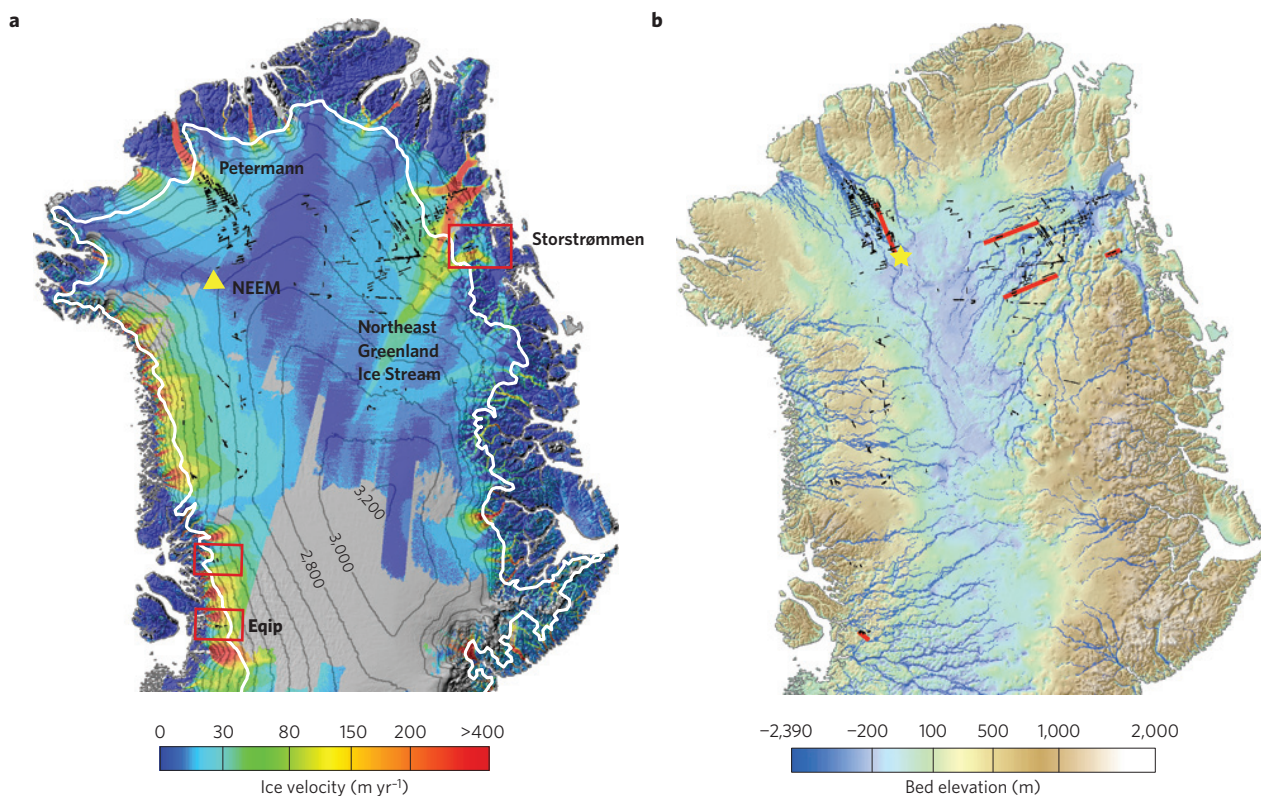 a
b
Petermann
Storstrømmen
NEEM
Northeast
Greenland
Ice Stream
3,200
3,000
2,800
Eqip
0 30 80 150 200 >400
Ice velocity (m yr⁻¹)
−2,390 −200 100 500 1,000 2,000
Bed elevation (m)